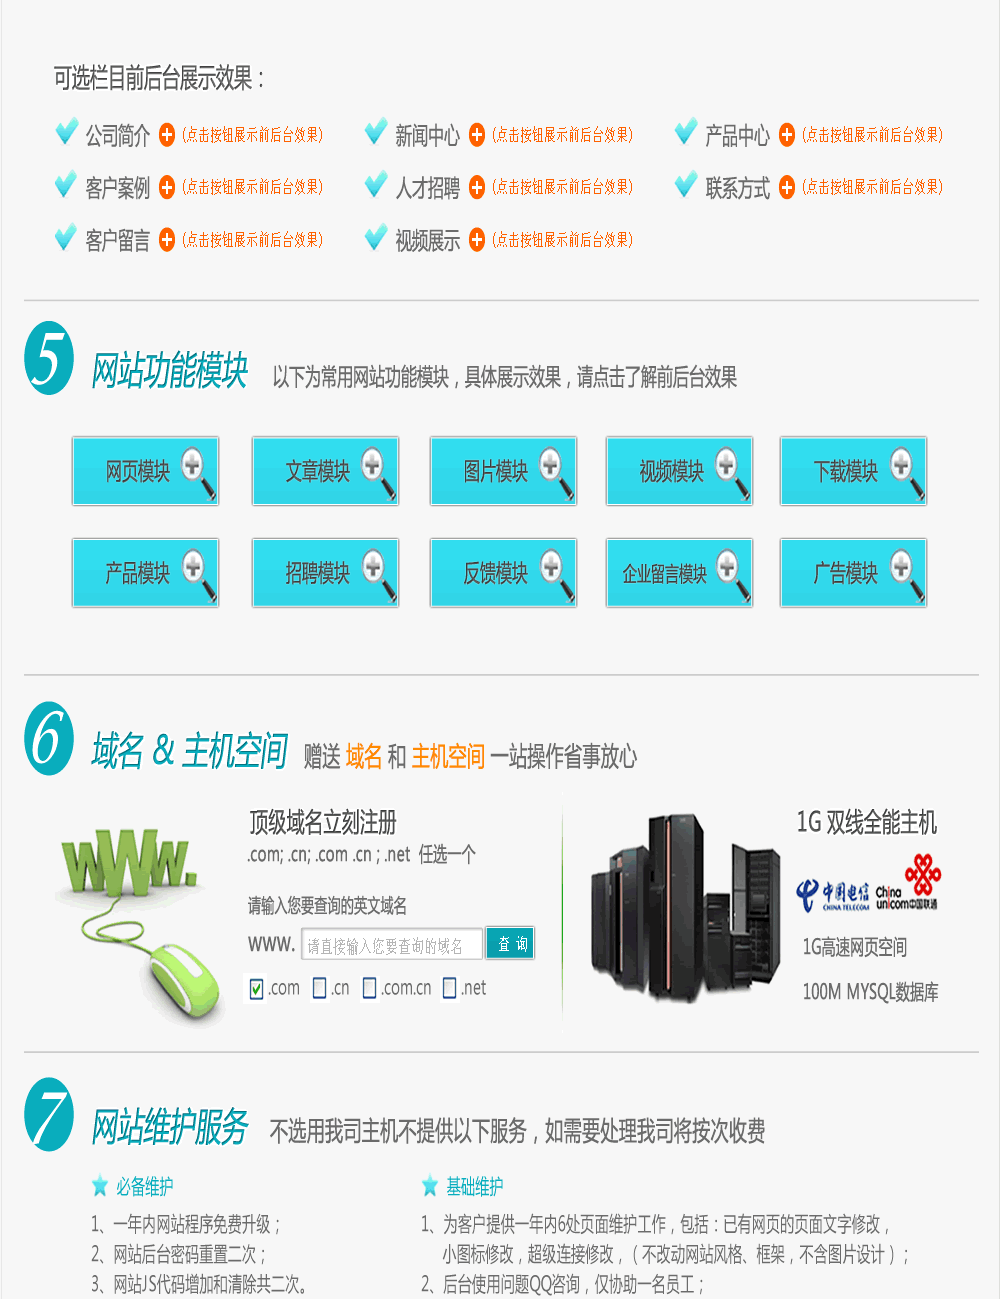 可选栏目前后台展示效果：
公司简介 (点击按钮展示前后台效果) 新闻中心 (点击按钮展示前后台效果) 产品中心 (点击按钮展示前后台效果)
客户案例 (点击按钮展示前后台效果) 人才招聘 (点击按钮展示前后台效果) 联系方式 (点击按钮展示前后台效果)
客户留言 (点击按钮展示前后台效果) 视频展示 (点击按钮展示前后台效果)
5 网站功能模块 以下为常用网站功能模块，具体展示效果，请点击了解前后台效果
网页模块 文章模块 图片模块 视频模块 下载模块
产品模块 招聘模块 反馈模块 企业留言模块 广告模块
6 域名 & 主机空间 赠送 域名 和 主机空间 一站操作省事放心
WWW.
顶级域名立刻注册
.com; .cn; .com .cn ; .net 任选一个
请输入您要查询的英文域名
WWW. 请直接输入您要查询的域名 查 询
.com .cn .com.cn .net
1G 双线全能主机
中国电信
CHINA TELECOM
China
unicom中国联通
1G高速网页空间
100M MYSQL数据库
7 网站维护服务 不选用我司主机不提供以下服务，如需要处理我司将按次收费
必备维护
1、一年内网站程序免费升级；
2、网站后台密码重置二次；
3、网站JS代码增加和清除共二次。
基础维护
1、为客户提供一年内6处页面维护工作，包括：已有网页的页面文字修改，
小图标修改，超级连接修改，（不改动网站风格、框架，不含图片设计）；
2、后台使用问题QQ咨询，仅协助一名员工；